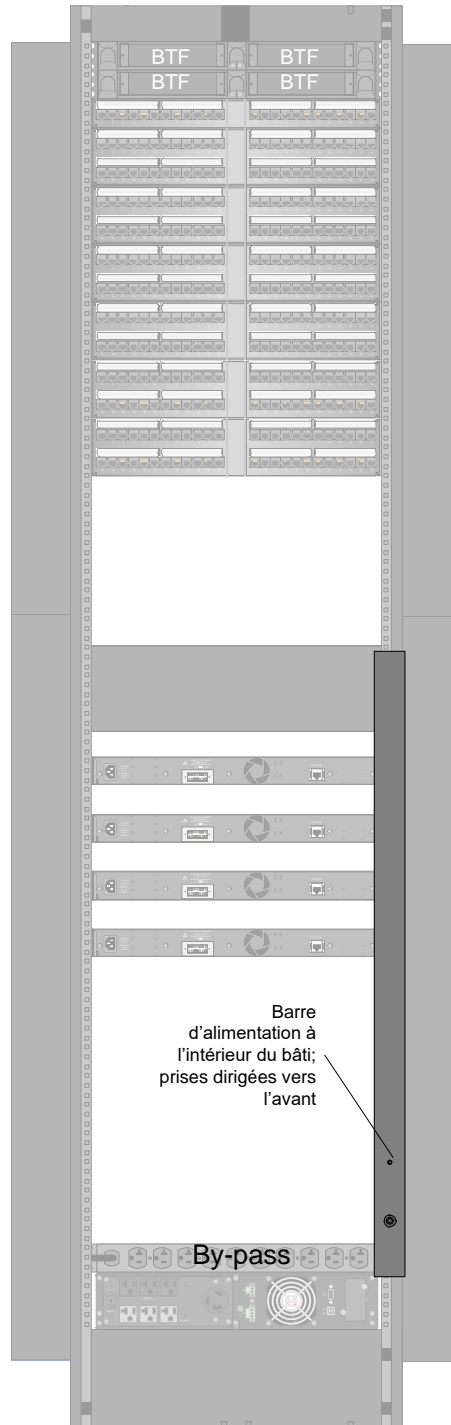 BTF BTF
BTF BTF
Barre
d’alimentation à
l’intérieur du bâti;
prises dirigées vers
l’avant
By-pass